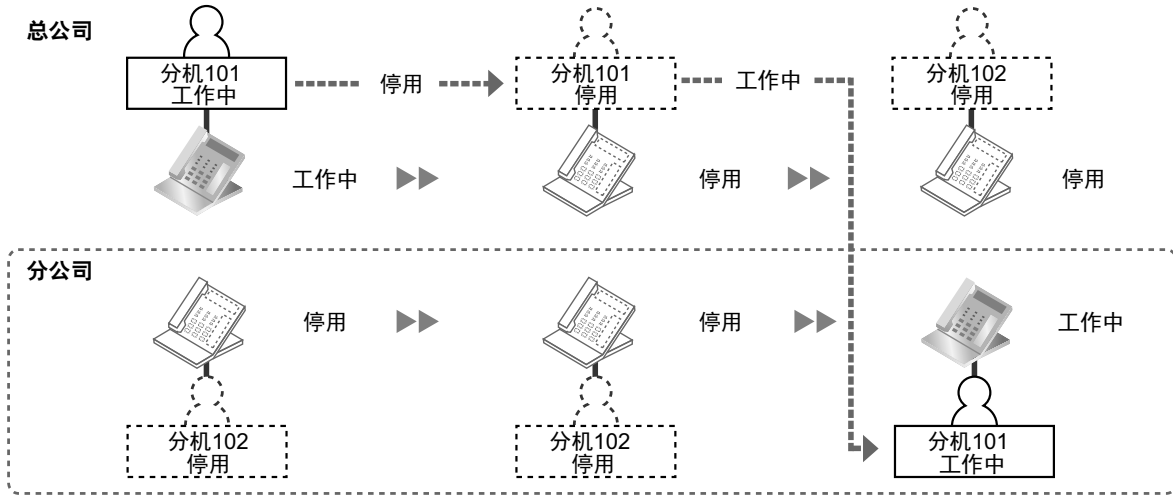 总公司
分机101
工作中
停用
分机101
停用
工作中
分机102
停用
工作中
停用
停用
分公司
停用
停用
工作中
分机102
停用
分机102
停用
分机101
工作中